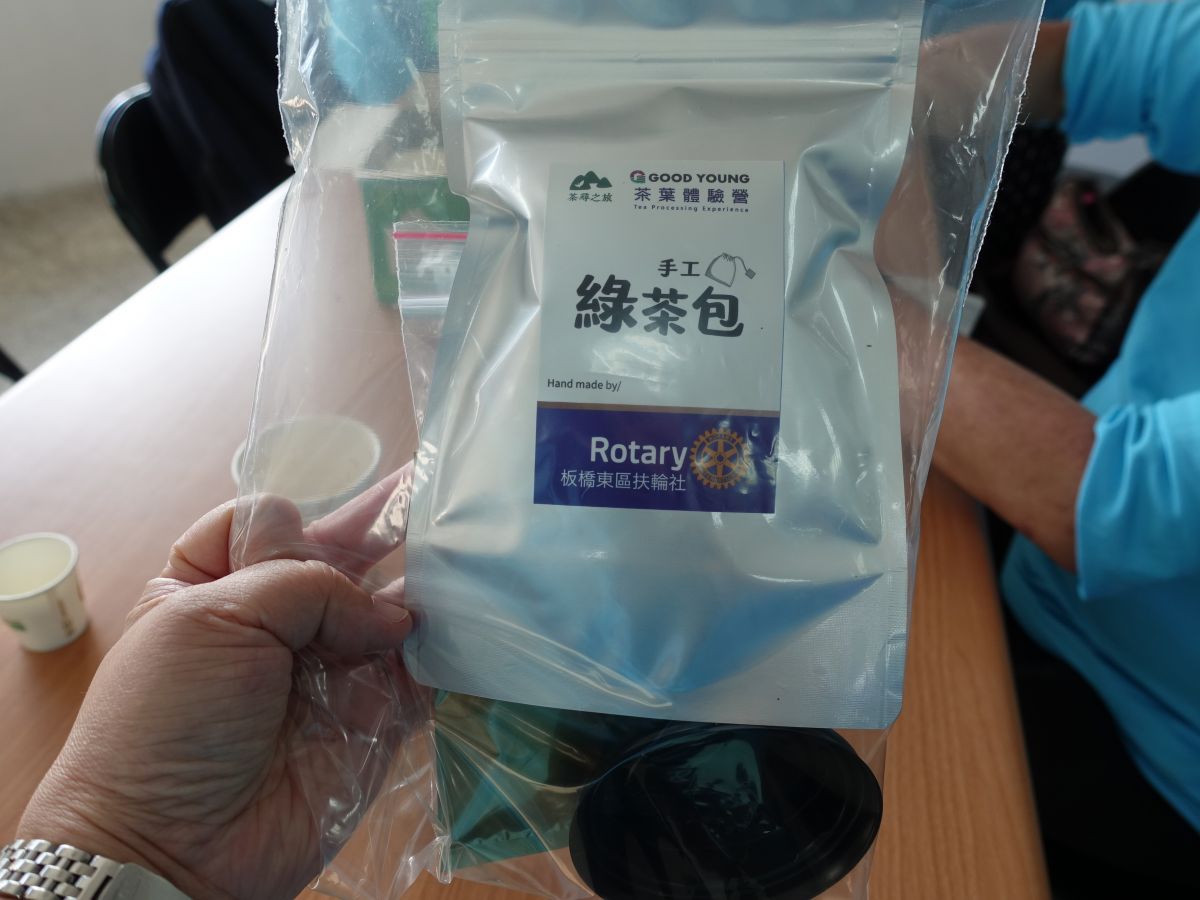 茶尋之旅
GOOD YOUNG
茶葉體驗營
Tea Processing Experience
手工
綠茶包
Hand made by/
Rotary
板橋東區扶輪社